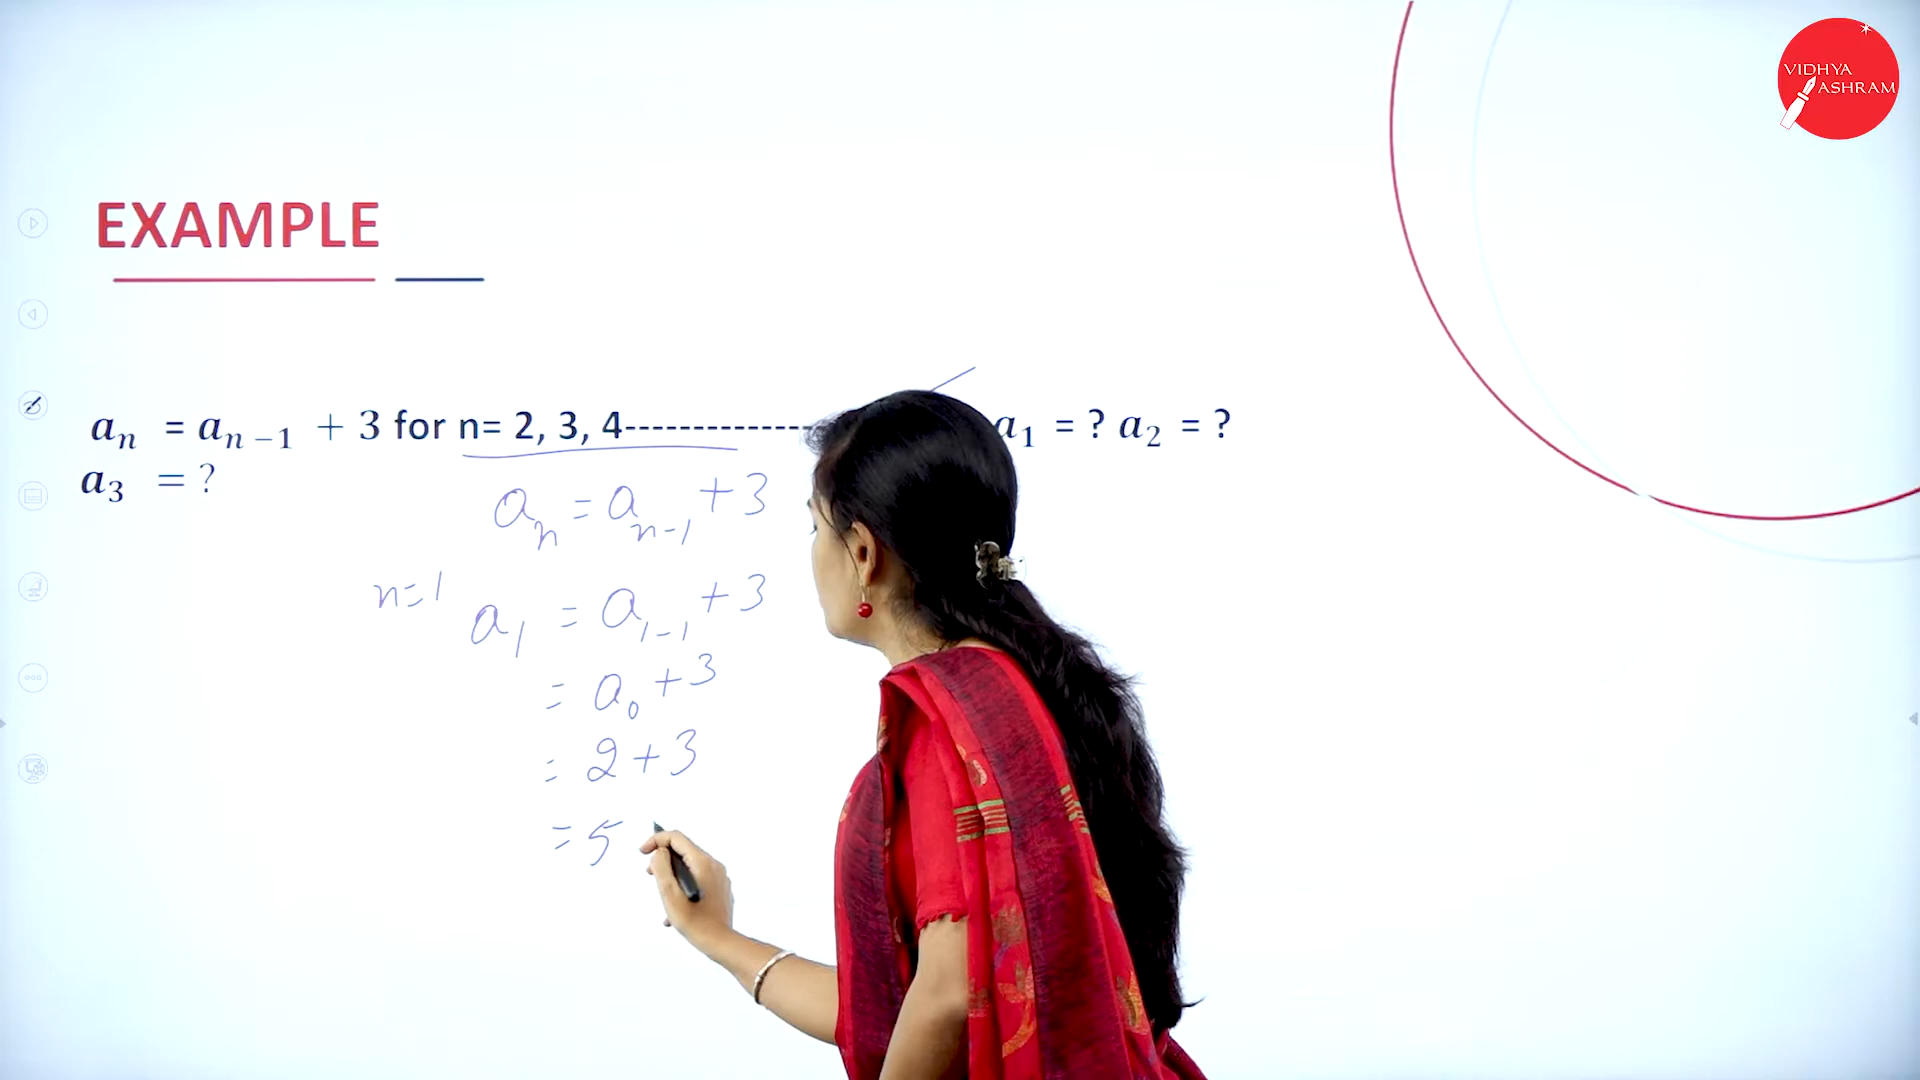 VIDHYA
ASHRAM
EXAMPLE
aₙ = aₙ₋₁ + 3 for n= 2, 3, 4------------- a₁ = ? a₂ = ?
a₃ = ?
aₙ = aₙ₋₁ + 3
n=1
a₁ = a₁₋₁ + 3
= a₀ + 3
= 2 + 3
= 5